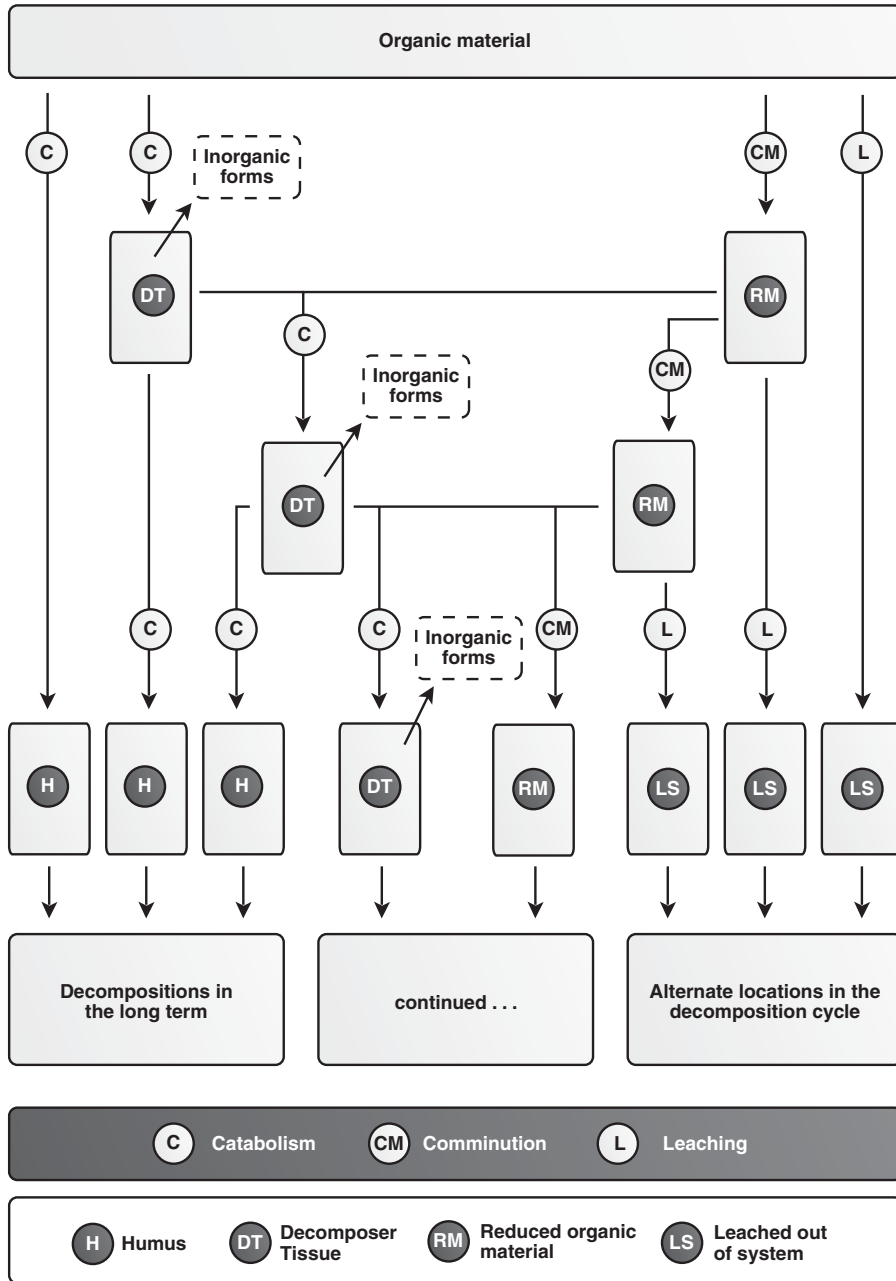 Organic material
C
C
CM
L
Inorganic
forms
DT
RM
C
CM
Inorganic
forms
DT
RM
C
C
C
CM
L
L
Inorganic
forms
H
H
H
DT
RM
LS
LS
LS
Decompositions in
the long term
continued . . .
Alternate locations in the
decomposition cycle
C Catabolism
CM Comminution
L Leaching
H Humus
DT Decomposer
Tissue
RM Reduced organic
material
LS Leached out
of system